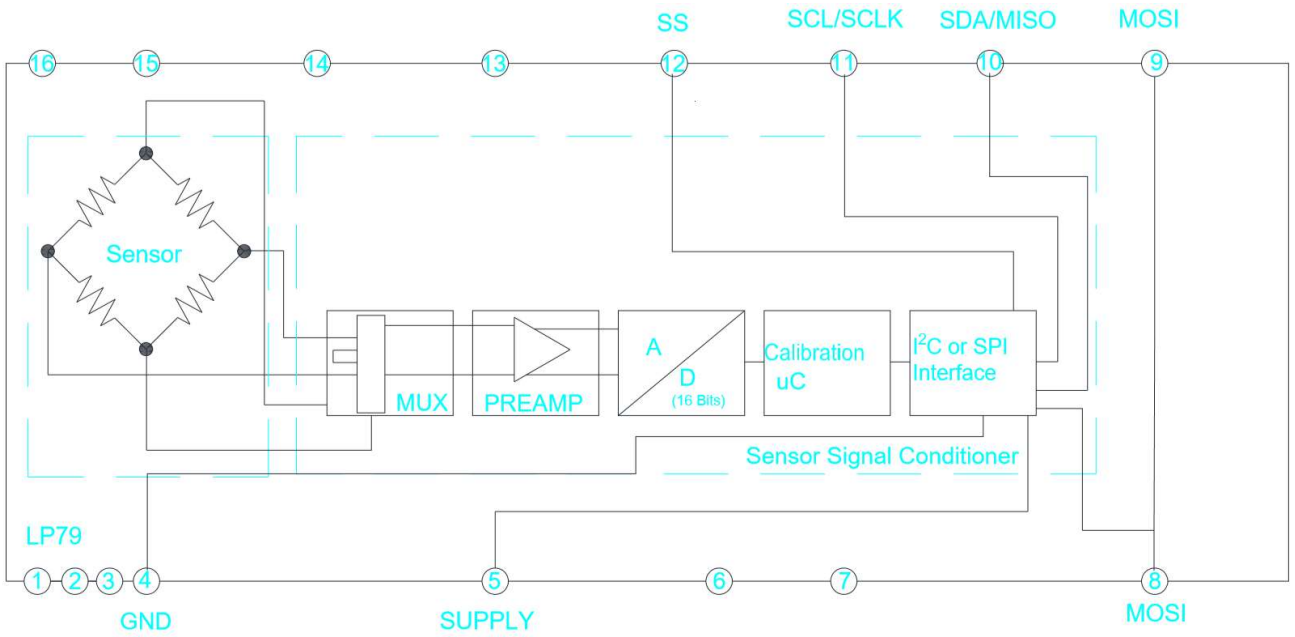 SS
SCL/SCLK
SDA/MISO
MOSI
16
15
14
13
12
11
10
9
Sensor
MUX
PREAMP
A
D
(16 Bits)
Calibration
uC
I²C or SPI
Interface
Sensor Signal Conditioner
LP79
1
2
3
4
5
6
7
8
GND
SUPPLY
MOSI